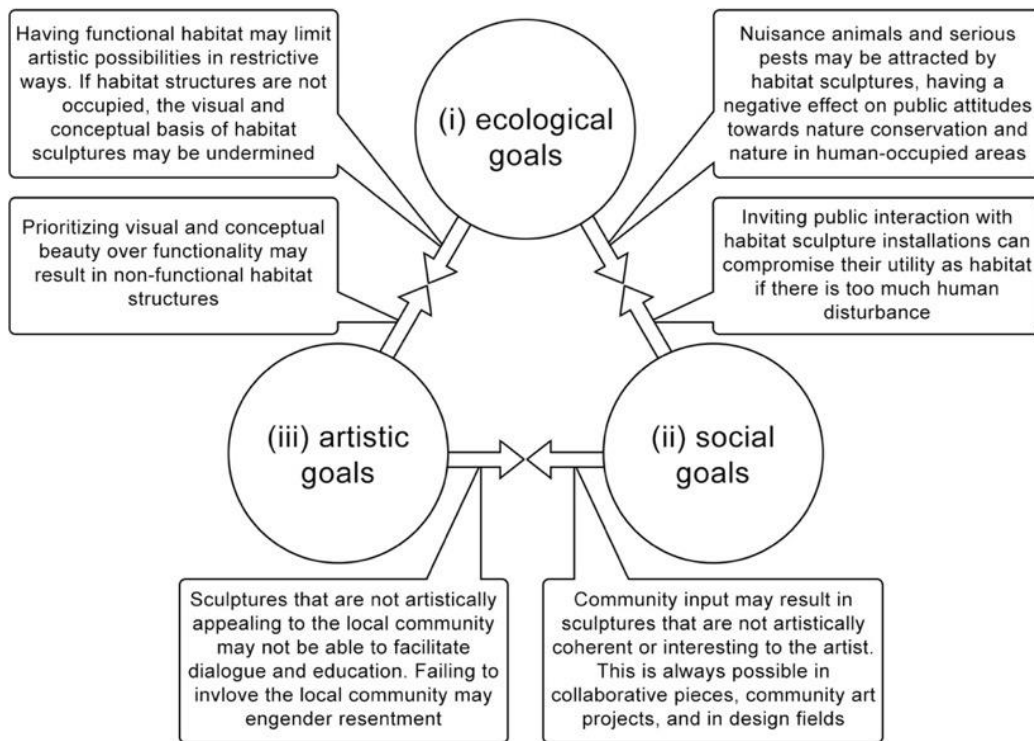 Having functional habitat may limit
artistic possibilities in restrictive
ways. If habitat structures are not
occupied, the visual and
conceptual basis of habitat
sculptures may be undermined
Nuisance animals and serious
pests may be attracted by
habitat sculptures, having a
negative effect on public attitudes
towards nature conservation and
nature in human-occupied areas
(i) ecological
goals
Prioritizing visual and conceptual
beauty over functionality may
result in non-functional habitat
structures
Inviting public interaction with
habitat sculpture installations can
compromise their utility as habitat
if there is too much human
disturbance
(iii) artistic
goals
(ii) social
goals
Sculptures that are not artistically
appealing to the local community
may not be able to facilitate
dialogue and education. Failing to
invlove the local community may
engender resentment
Community input may result in
sculptures that are not artistically
coherent or interesting to the artist.
This is always possible in
collaborative pieces, community art
projects, and in design fields